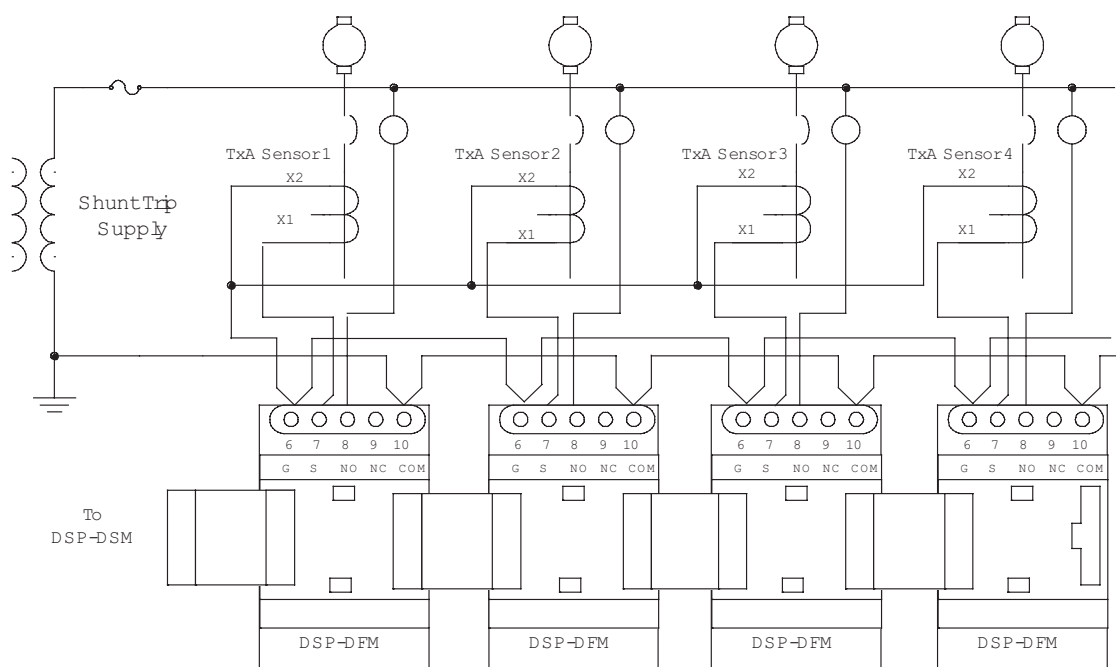 TxA Sensor1 TxA Sensor2 TxA Sensor3 TxA Sensor4
X2 X2 X2 X2
X1 X1 X1 X1
Shunt Trip
Supply
6 7 8 9 10 6 7 8 9 10 6 7 8 9 10 6 7 8 9 10
G S NO NC COM G S NO NC COM G S NO NC COM G S NO NC COM
To
DSP-DSM
DSP-DFM DSP-DFM DSP-DFM DSP-DFM